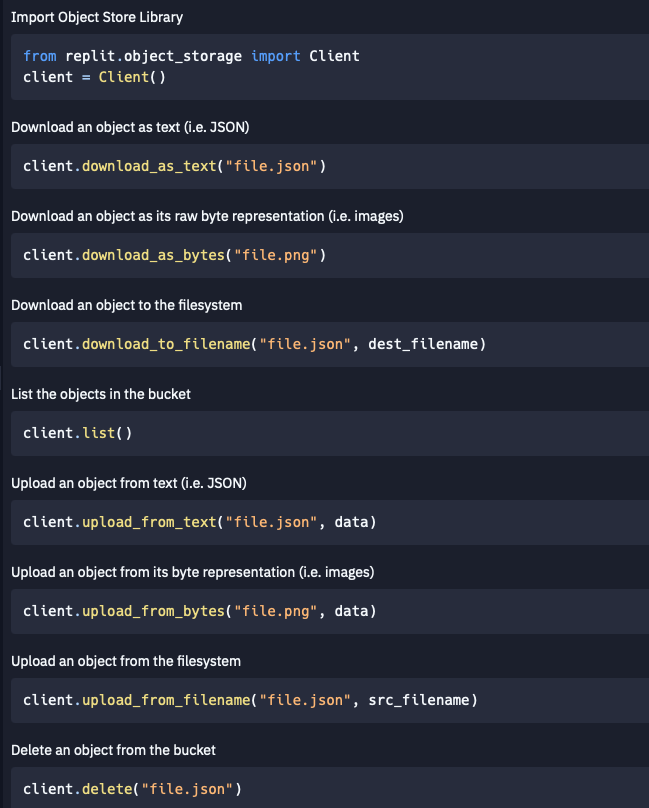 Import Object Store Library
from replit.object_storage import Client
client = Client()
Download an object as text (i.e. JSON)
client.download_as_text("file.json")
Download an object as its raw byte representation (i.e. images)
client.download_as_bytes("file.png")
Download an object to the filesystem
client.download_to_filename("file.json", dest_filename)
List the objects in the bucket
client.list()
Upload an object from text (i.e. JSON)
client.upload_from_text("file.json", data)
Upload an object from its byte representation (i.e. images)
client.upload_from_bytes("file.png", data)
Upload an object from the filesystem
client.upload_from_filename("file.json", src_filename)
Delete an object from the bucket
client.delete("file.json")